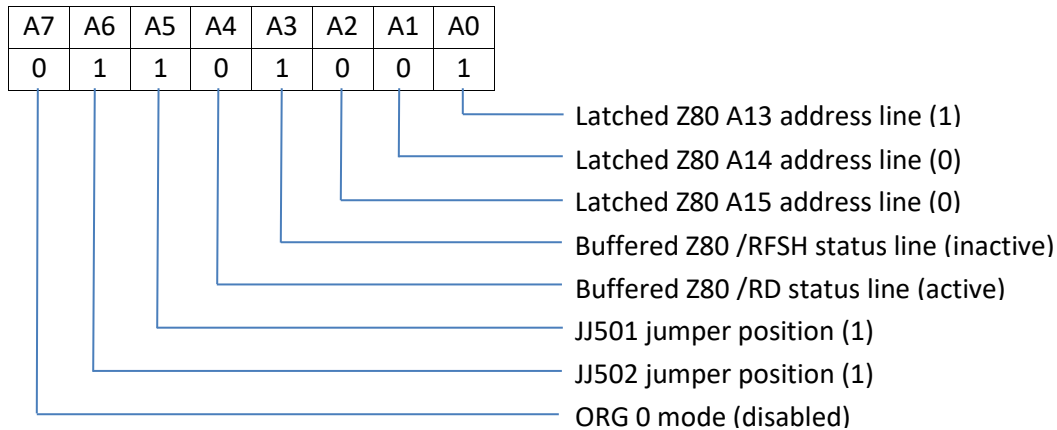 A7 A6 A5 A4 A3 A2 A1 A0
0 1 1 0 1 0 0 1
Latched Z80 A13 address line (1)
Latched Z80 A14 address line (0)
Latched Z80 A15 address line (0)
Buffered Z80 /RFSH status line (inactive)
Buffered Z80 /RD status line (active)
JJ501 jumper position (1)
JJ502 jumper position (1)
ORG 0 mode (disabled)